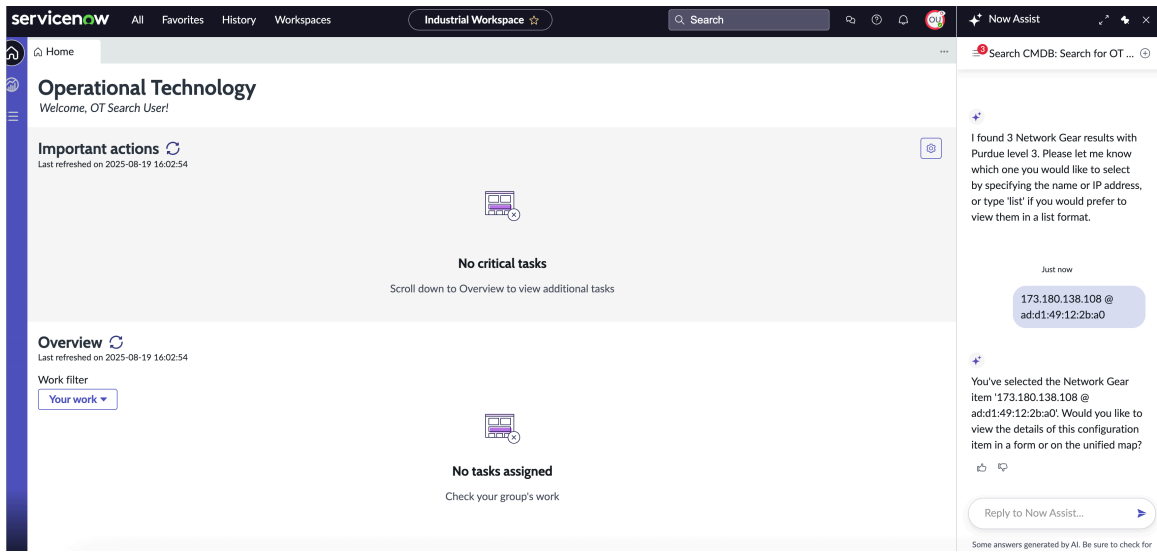 servicenow All Favorites History Workspaces Industrial Workspace ☆ Search OU Now Assist
Home
3 Search CMDB: Search for OT ...
Operational Technology
Welcome, OT Search User!
Important actions
Last refreshed on 2025-08-19 16:02:54
No critical tasks
Scroll down to Overview to view additional tasks
Overview
Last refreshed on 2025-08-19 16:02:54
Work filter
Your work
No tasks assigned
Check your group's work
I found 3 Network Gear results with
Purdue level 3. Please let me know
which one you would like to select
by specifying the name or IP address,
or type 'list' if you would prefer to
view them in a list format.
Just now
173.180.138.108 @
ad:d1:49:12:2b:a0
You've selected the Network Gear
item '173.180.138.108 @
ad:d1:49:12:2b:a0'. Would you like to
view the details of this configuration
item in a form or on the unified map?
Reply to Now Assist...
Some answers generated by AI. Be sure to check for